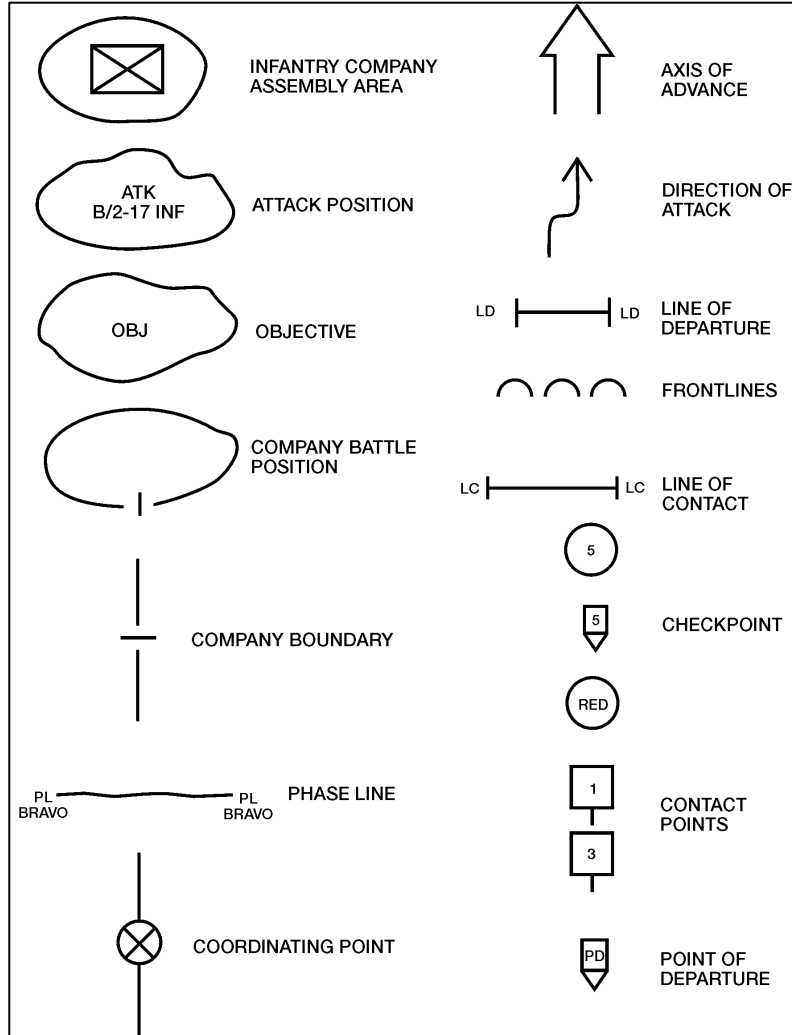 INFANTRY COMPANY
ASSEMBLY AREA
ATK
B/2-17 INF
ATTACK POSITION
OBJ
OBJECTIVE
COMPANY BATTLE
POSITION
COMPANY BOUNDARY
PL
BRAVO
PL
BRAVO
PHASE LINE
COORDINATING POINT
AXIS OF
ADVANCE
DIRECTION OF
ATTACK
LD
LD
LINE OF
DEPARTURE
FRONTLINES
LC
LC
LINE OF
CONTACT
5
5
CHECKPOINT
RED
1
3
CONTACT
POINTS
PD
POINT OF
DEPARTURE